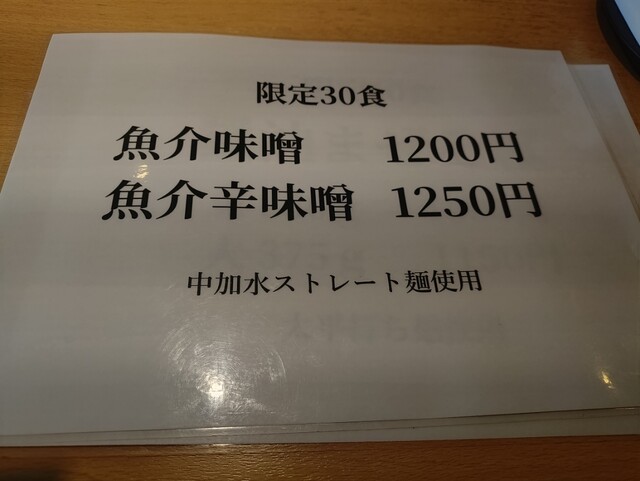 限定30食
魚介味噌 1200円
魚介辛味噌 1250円
中加水ストレート麺使用